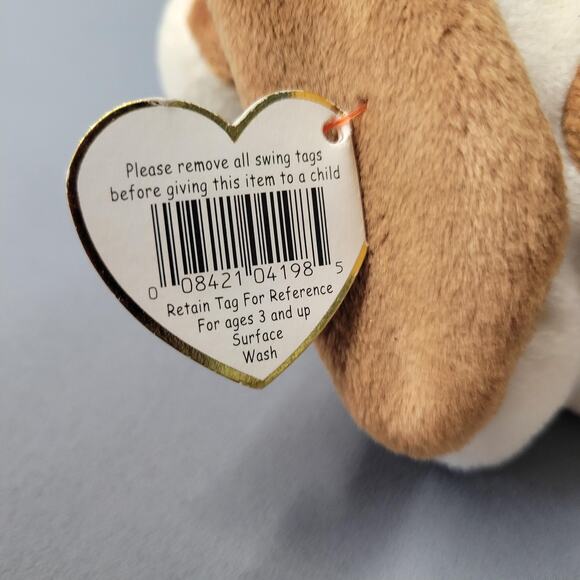 Please remove all swing tags
before giving this item to a child
0 08421 04198 5
Retain Tag For Reference
For ages 3 and up
Surface
Wash